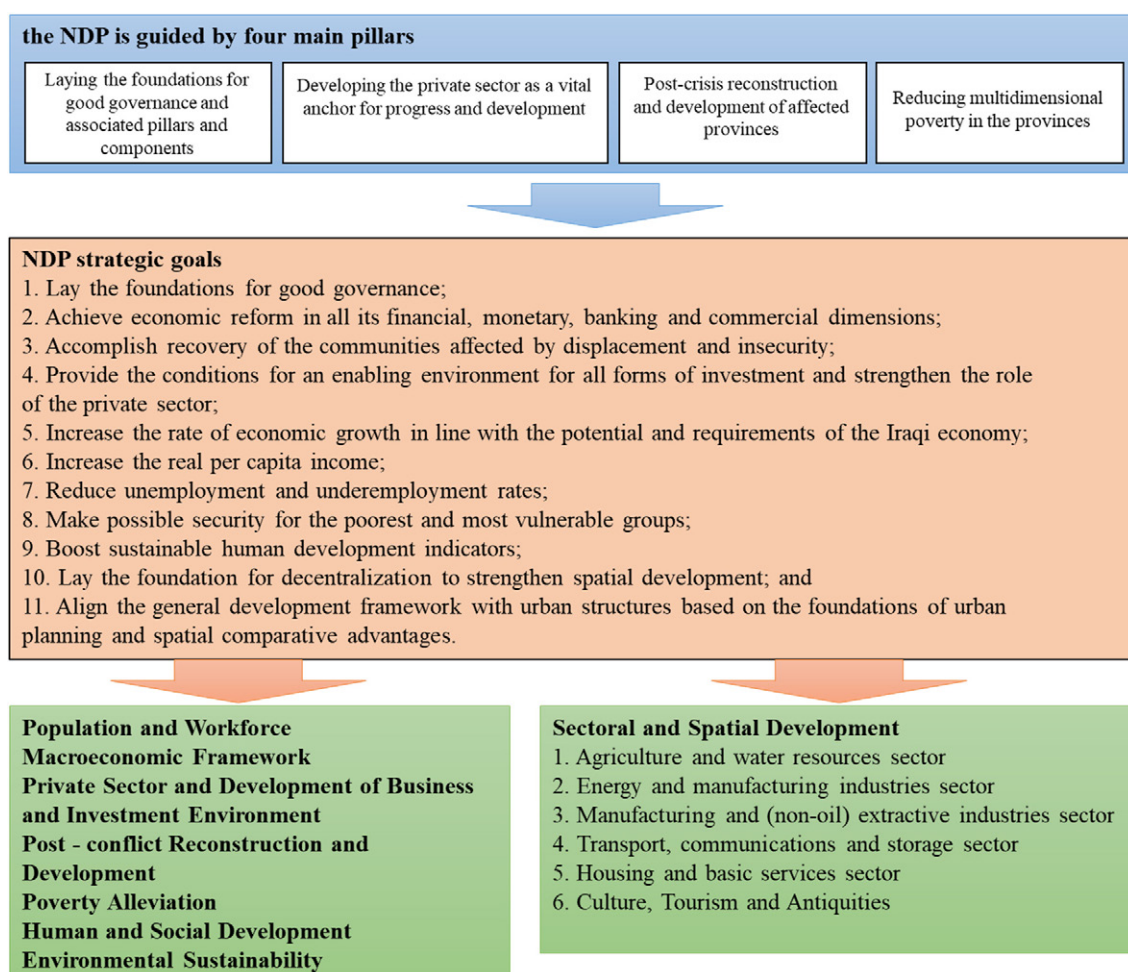 the NDP is guided by four main pillars
Laying the foundations for
good governance and
associated pillars and
components
Developing the private sector as a vital
anchor for progress and development
Post-crisis reconstruction
and development of affected
provinces
Reducing multidimensional
poverty in the provinces
NDP strategic goals
1. Lay the foundations for good governance;
2. Achieve economic reform in all its financial, monetary, banking and commercial dimensions;
3. Accomplish recovery of the communities affected by displacement and insecurity;
4. Provide the conditions for an enabling environment for all forms of investment and strengthen the role
of the private sector;
5. Increase the rate of economic growth in line with the potential and requirements of the Iraqi economy;
6. Increase the real per capita income;
7. Reduce unemployment and underemployment rates;
8. Make possible security for the poorest and most vulnerable groups;
9. Boost sustainable human development indicators;
10. Lay the foundation for decentralization to strengthen spatial development; and
11. Align the general development framework with urban structures based on the foundations of urban
planning and spatial comparative advantages.
Population and Workforce
Macroeconomic Framework
Private Sector and Development of Business
and Investment Environment
Post - conflict Reconstruction and
Development
Poverty Alleviation
Human and Social Development
Environmental Sustainability
Sectoral and Spatial Development
1. Agriculture and water resources sector
2. Energy and manufacturing industries sector
3. Manufacturing and (non-oil) extractive industries sector
4. Transport, communications and storage sector
5. Housing and basic services sector
6. Culture, Tourism and Antiquities